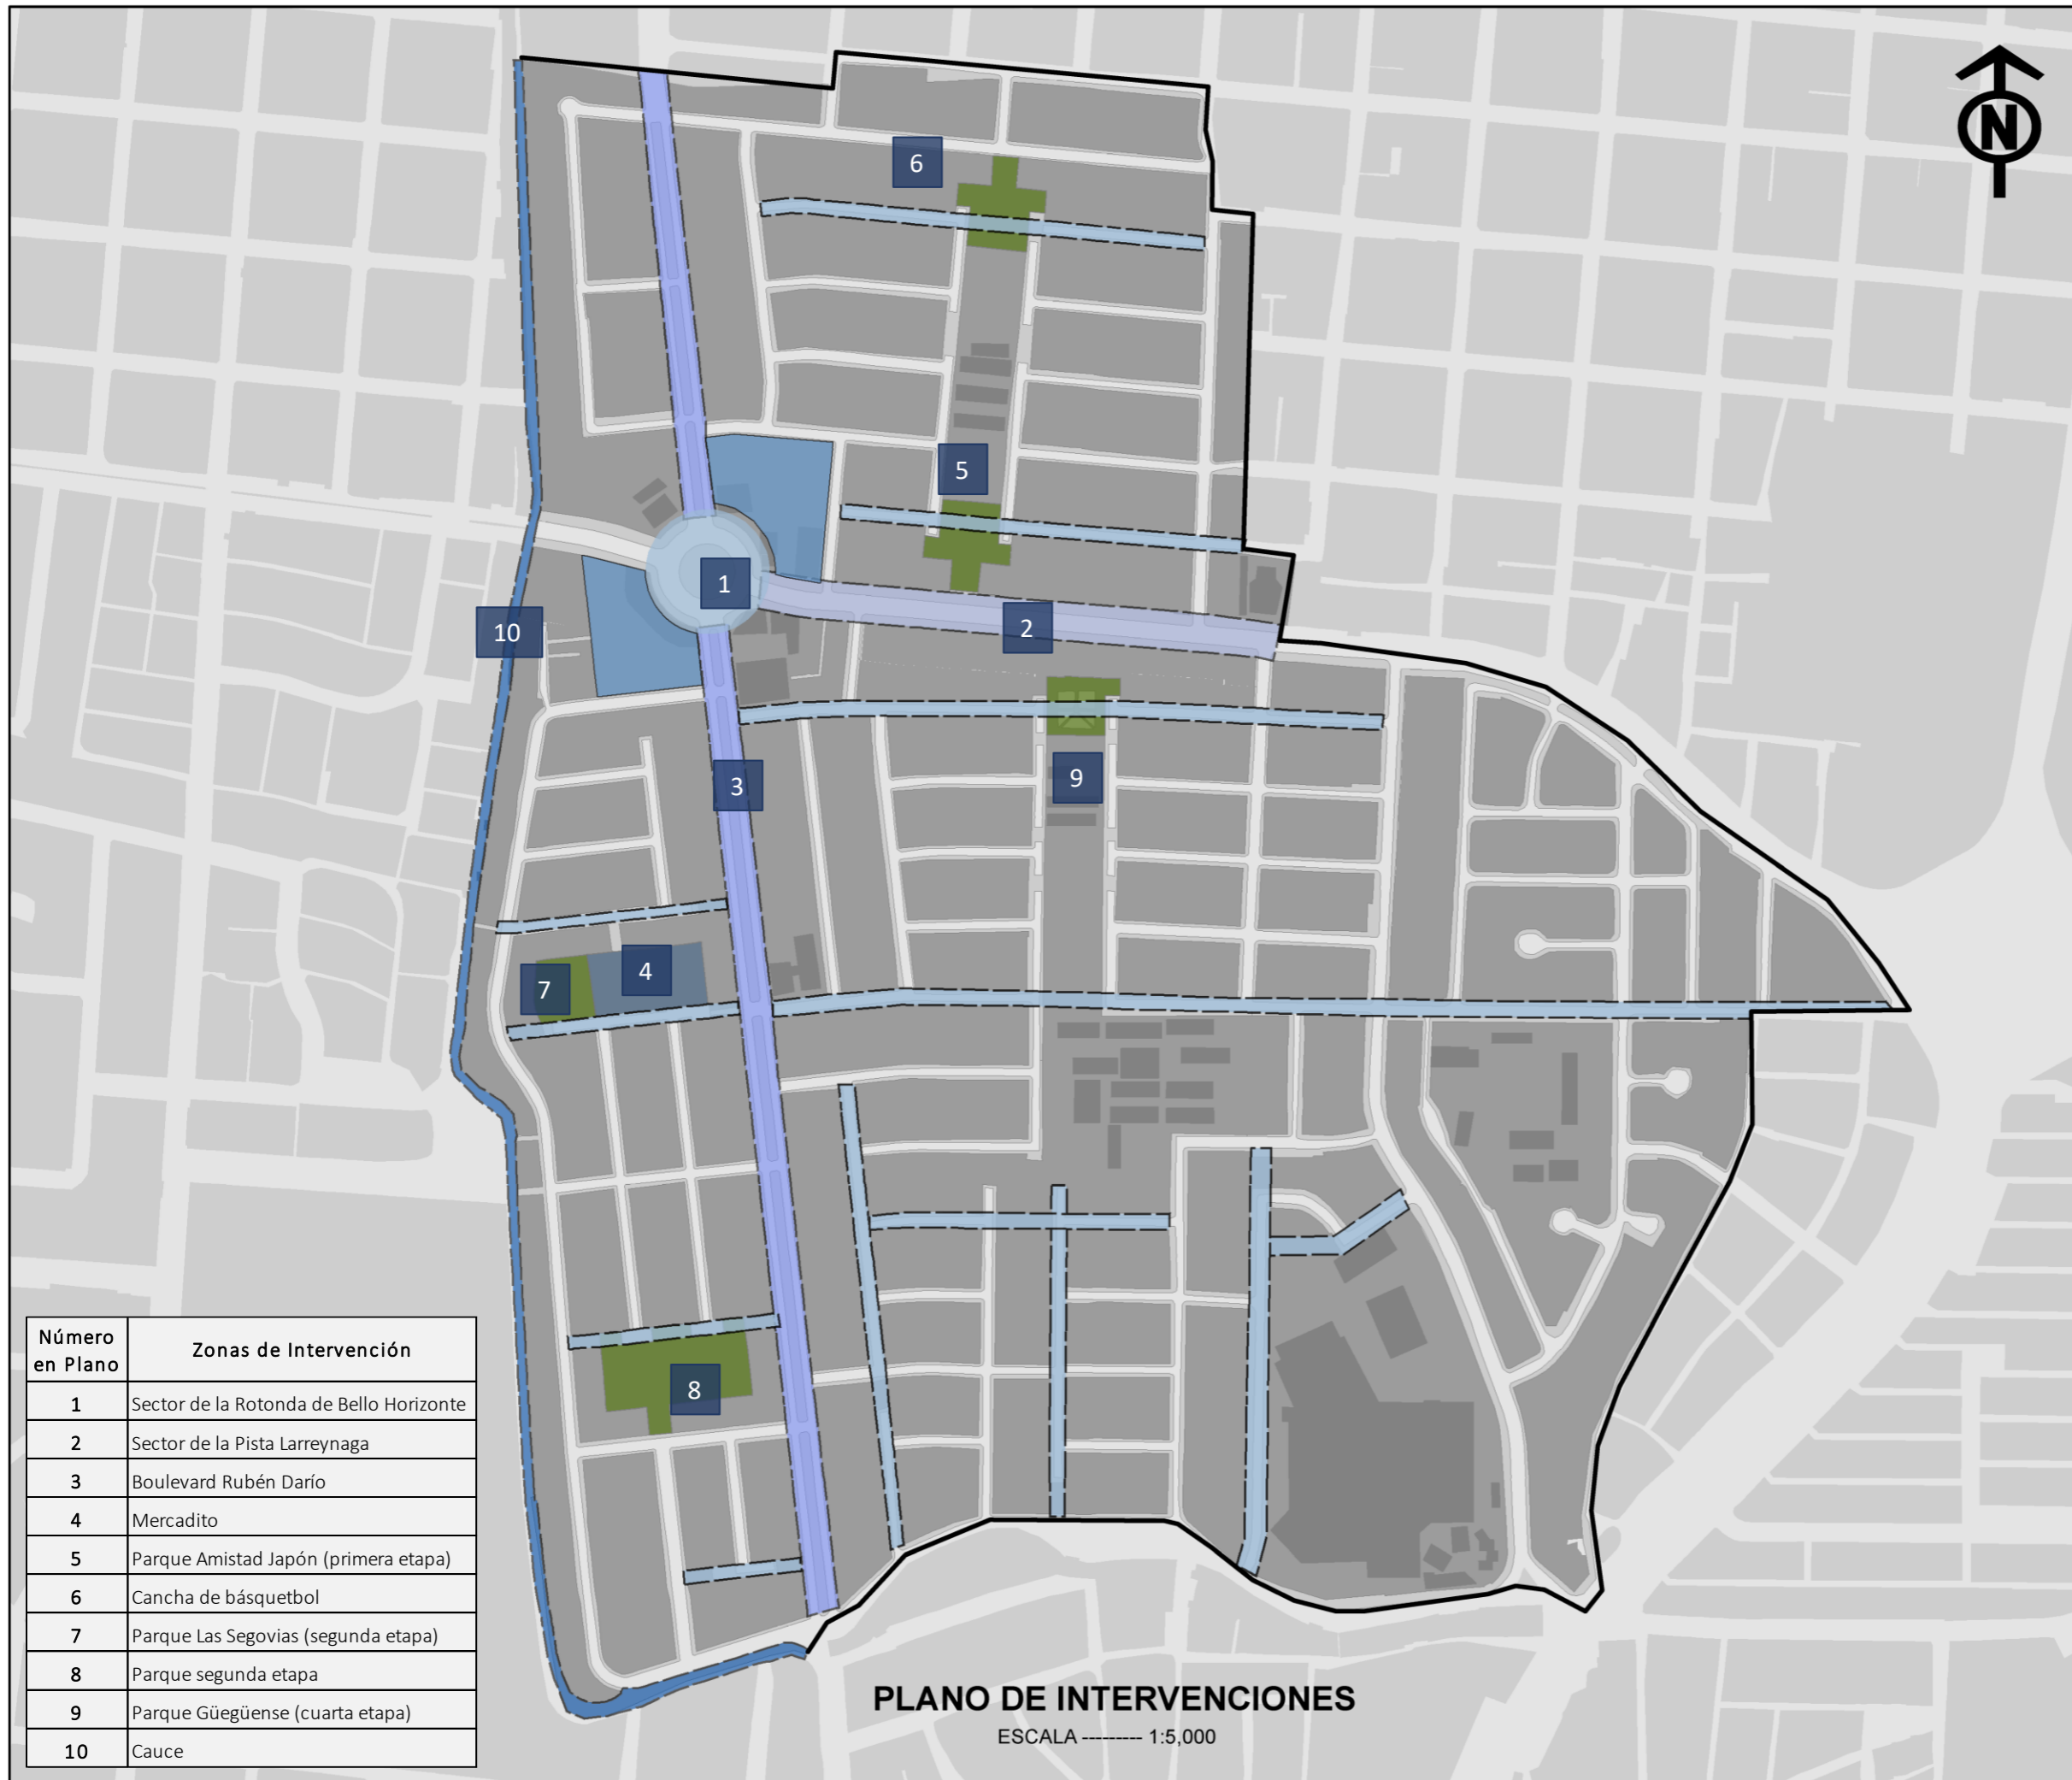 N
6
5
1
10
2
9
3
4
7
8
Número en Plano
Zonas de Intervención
1 Sector de la Rotonda de Bello Horizonte
2 Sector de la Pista Larreynaga
3 Boulevard Rubén Darío
4 Mercadito
5 Parque Amistad Japón (primera etapa)
6 Cancha de básquetbol
7 Parque Las Segovias (segunda etapa)
8 Parque segunda etapa
9 Parque Güegüense (cuarta etapa)
10 Cauce
PLANO DE INTERVENCIONES
ESCALA --------- 1:5,000